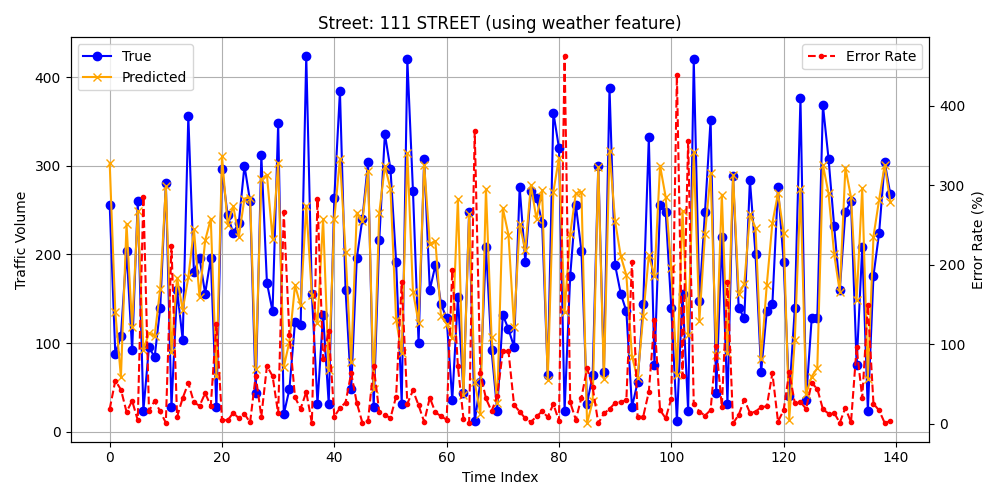 Street: 111 STREET (using weather feature)
True
Predicted
Error Rate
Traffic Volume
400
300
200
100
0
400
300
200
100
0
Error Rate (%)
0
20
40
60
80
100
120
140
Time Index